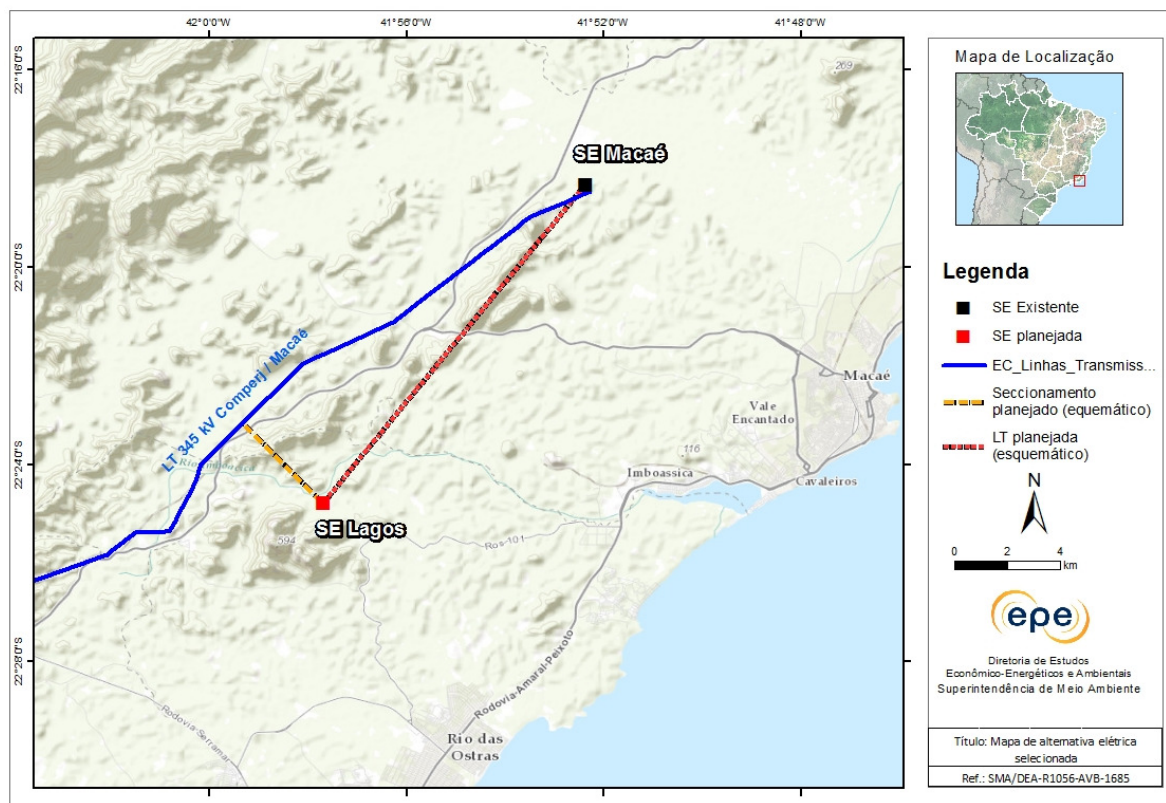 42°0'0"W
41°56'0"W
41°52'0"W
41°48'0"W
22°16'0"S
22°20'0"S
22°24'0"S
22°28'0"S
269
SE Macaé
LT 345 kV Comperj / Macaé
Macaé
Vale
Encantado
116
Imboassica
Cavaleiros
SE Lagos
594
Ros-101
Rodovia-Amaral-Peixoto
Rodovia-Serramar
Rio das
Ostras
Mapa de Localização
Legenda
SE Existente
SE planejada
EC_Linhas_Transmiss...
Seccionamento
planejado (equemático)
LT planejada
(esquemático)
N
0 2 4
km
epe
Diretoria de Estudos
Econômico-Energéticos e Ambientais
Superintendência de Meio Ambiente
Título: Mapa de alternativa elétrica
selecionada
Ref.: SMA/DEA-R1056-AVB-1685